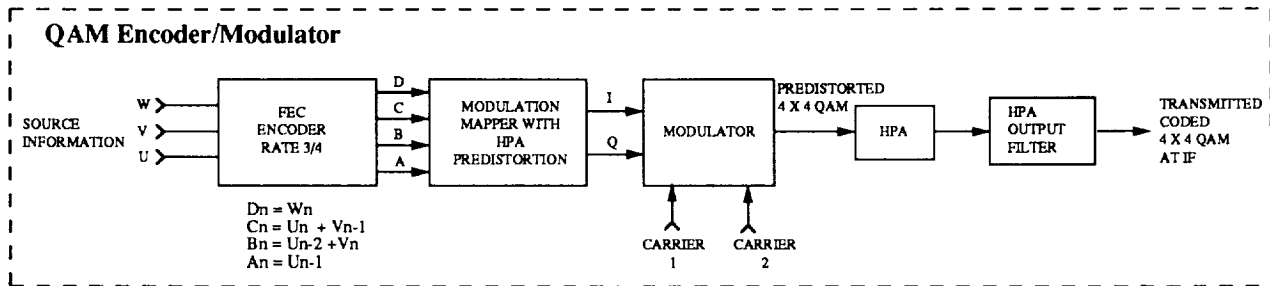 QAM Encoder/Modulator
SOURCE
INFORMATION
W
V
U
FEC
ENCODER
RATE 3/4
D
C
B
A
MODULATION
MAPPER WITH
HPA
PREDISTORTION
I
Q
MODULATOR
PREDISTORTED
4 X 4 QAM
HPA
HPA
OUTPUT
FILTER
TRANSMITTED
CODED
4 X 4 QAM
AT IF
Dn = Wn
Cn = Un + Vn-1
Bn = Un-2 +Vn
An = Un-1
CARRIER
1
CARRIER
2